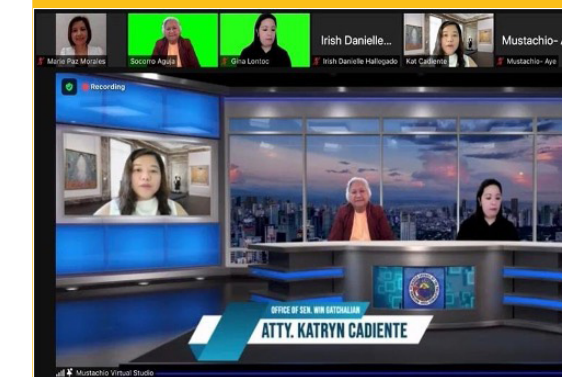 Irish Danielle...
Mustachio-
Marie Paz Morales
Socorro Aguja
Gina Lontoc
Irish Danielle Hallegado
Kat Cadiente
Mustachio- Aye
Recording
OFFICE OF SEN. WIN GATCHALIAN
ATTY. KATRYN CADIENTE
Mustachio Virtual Studio